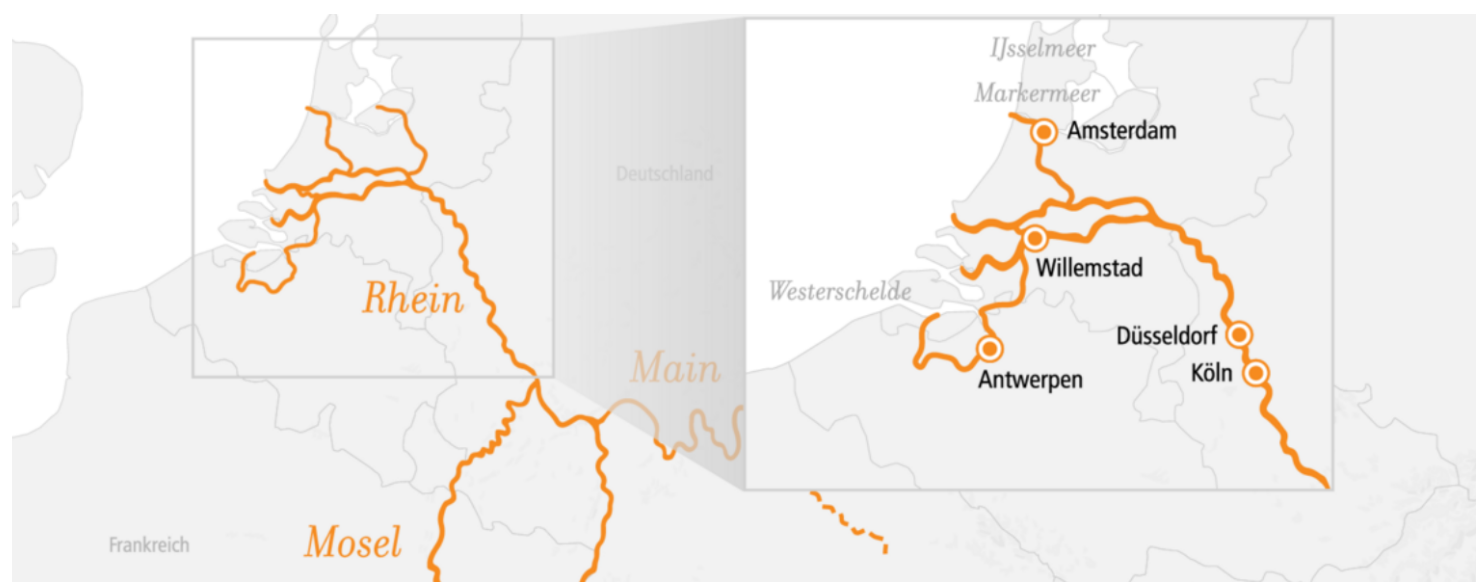 IJsselmeer
Markermeer
Amsterdam
Deutschland
Willemstad
Westerschelde
Rhein
Düsseldorf
Main
Köln
Antwerpen
Mosel
Frankreich